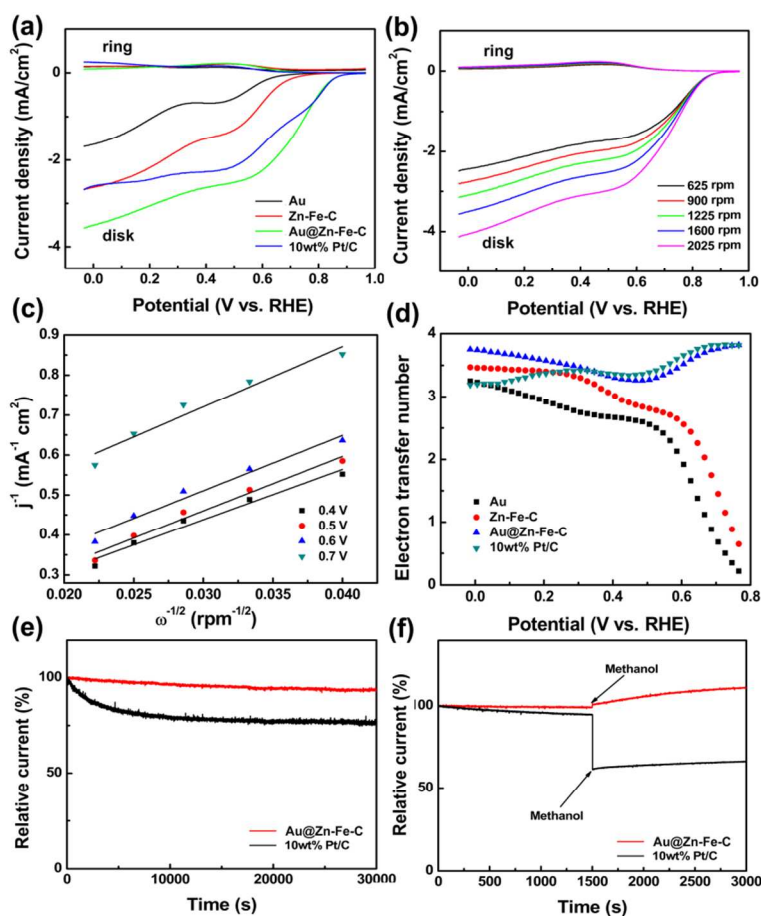 (a)
ring
Current density (mA/cm²)
0
-2
-4
Au
Zn-Fe-C
Au@Zn-Fe-C
10wt% Pt/C
disk
0.0 0.2 0.4 0.6 0.8 1.0
Potential (V vs. RHE)
(b)
ring
Current density (mA/cm²)
0
-2
-4
625 rpm
900 rpm
1225 rpm
1600 rpm
2025 rpm
disk
0.0 0.2 0.4 0.6 0.8 1.0
Potential (V vs. RHE)
(c)
j⁻¹ (mA⁻¹ cm²)
0.9
0.8
0.7
0.6
0.5
0.4
0.3
0.4 V
0.5 V
0.6 V
0.7 V
0.020 0.025 0.030 0.035 0.040
ω⁻¹/² (rpm⁻¹/²)
(d)
Electron transfer number
4
3
2
1
0
Au
Zn-Fe-C
Au@Zn-Fe-C
10wt% Pt/C
0.0 0.2 0.4 0.6 0.8
Potential (V vs. RHE)
(e)
Relative current (%)
100
50
0
Au@Zn-Fe-C
10wt% Pt/C
0 10000 20000 30000
Time (s)
(f)
Relative current (%)
100
50
0
Methanol
Methanol
Au@Zn-Fe-C
10wt% Pt/C
0 500 1000 1500 2000 2500 3000
Time (s)